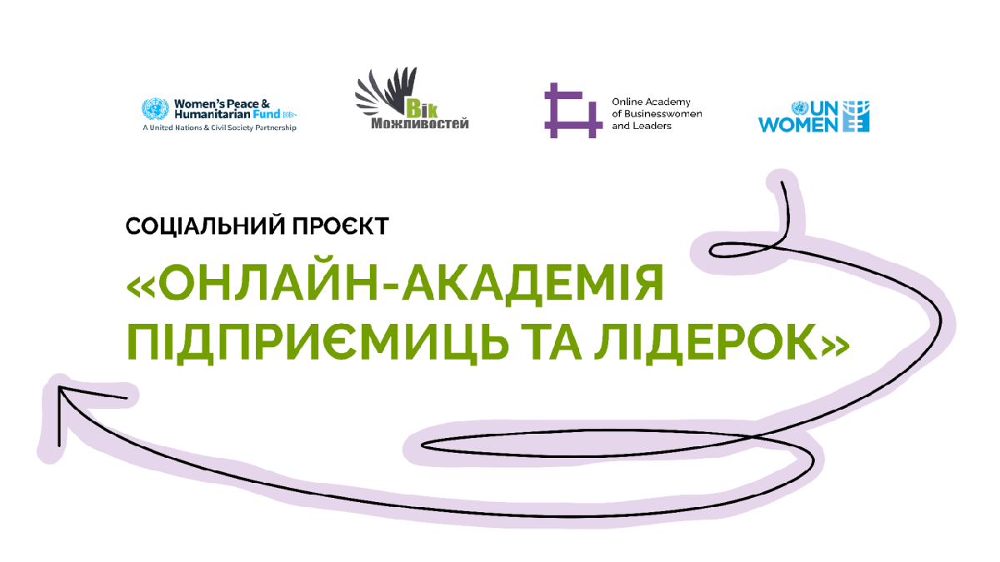 Women's Peace &
Humanitarian Fund
A United Nations & Civil Society Partnership
Вік
Можливостей
Online Academy
of Businesswomen
and Leaders
UN
WOMEN
СОЦІАЛЬНИЙ ПРОЄКТ
«ОНЛАЙН-АКАДЕМІЯ
ПІДПРИЄМИЦЬ ТА ЛІДЕРОК»